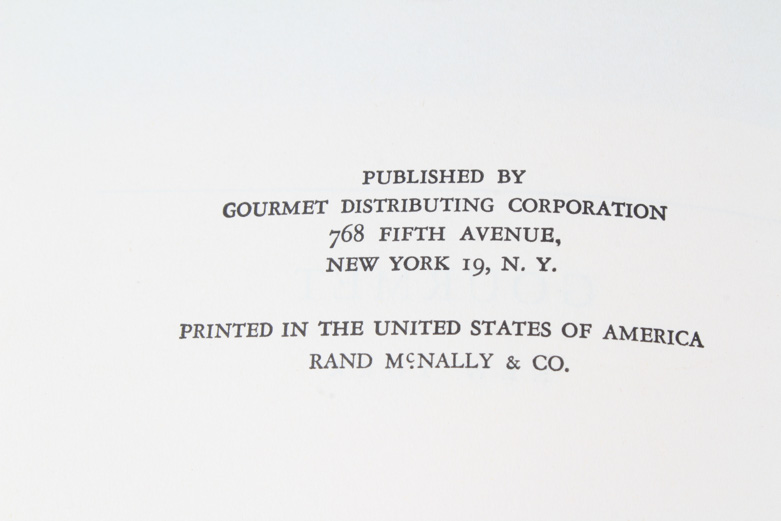 PUBLISHED BY
GOURMET DISTRIBUTING CORPORATION
768 FIFTH AVENUE,
NEW YORK 19, N. Y.
PRINTED IN THE UNITED STATES OF AMERICA
RAND MᶜNALLY & CO.